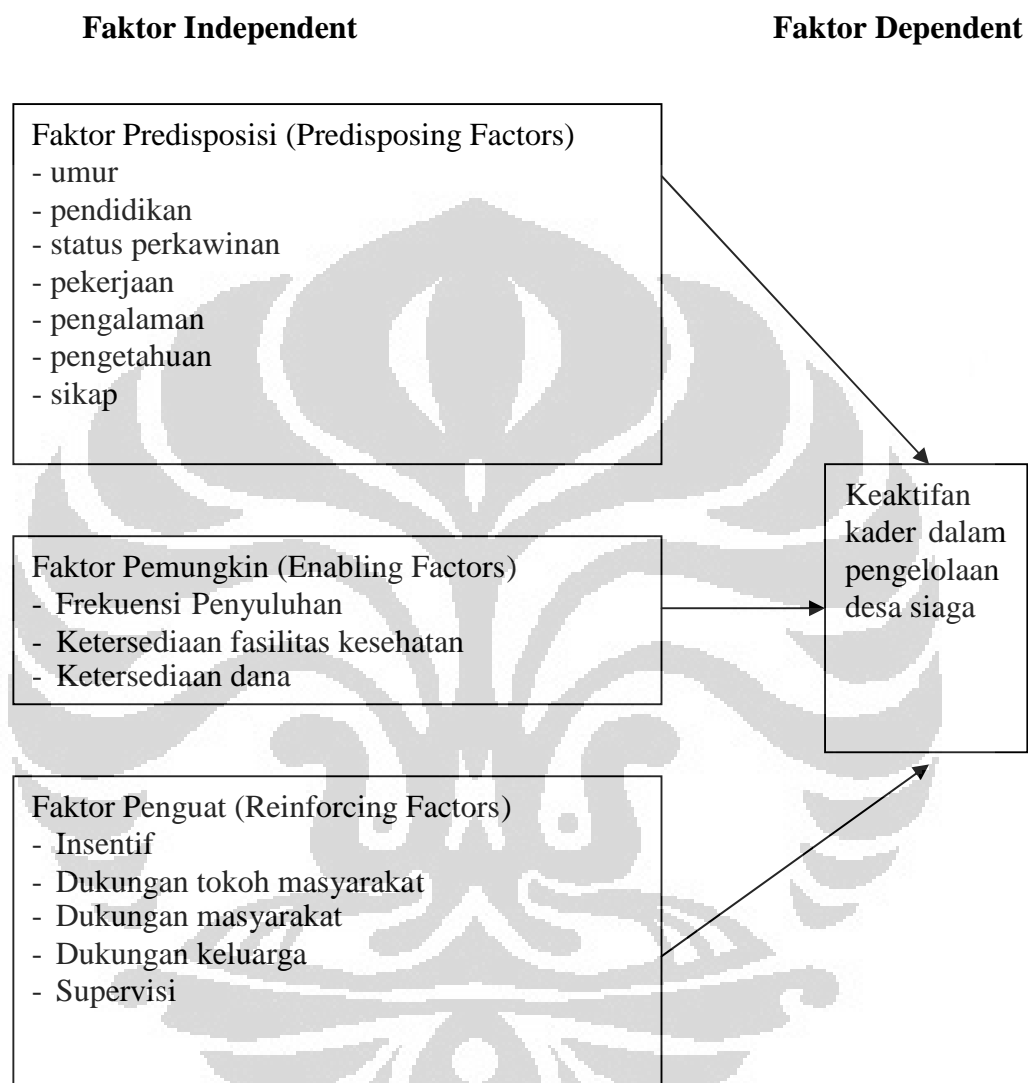 Faktor Independent
Faktor Dependent
Faktor Predisposisi (Predisposing Factors)
- umur
- pendidikan
- status perkawinan
- pekerjaan
- pengalaman
- pengetahuan
- sikap
Faktor Pemungkin (Enabling Factors)
- Frekuensi Penyuluhan
- Ketersediaan fasilitas kesehatan
- Ketersediaan dana
Faktor Penguat (Reinforcing Factors)
- Insentif
- Dukungan tokoh masyarakat
- Dukungan masyarakat
- Dukungan keluarga
- Supervisi
Keaktifan
kader dalam
pengelolaan
desa siaga